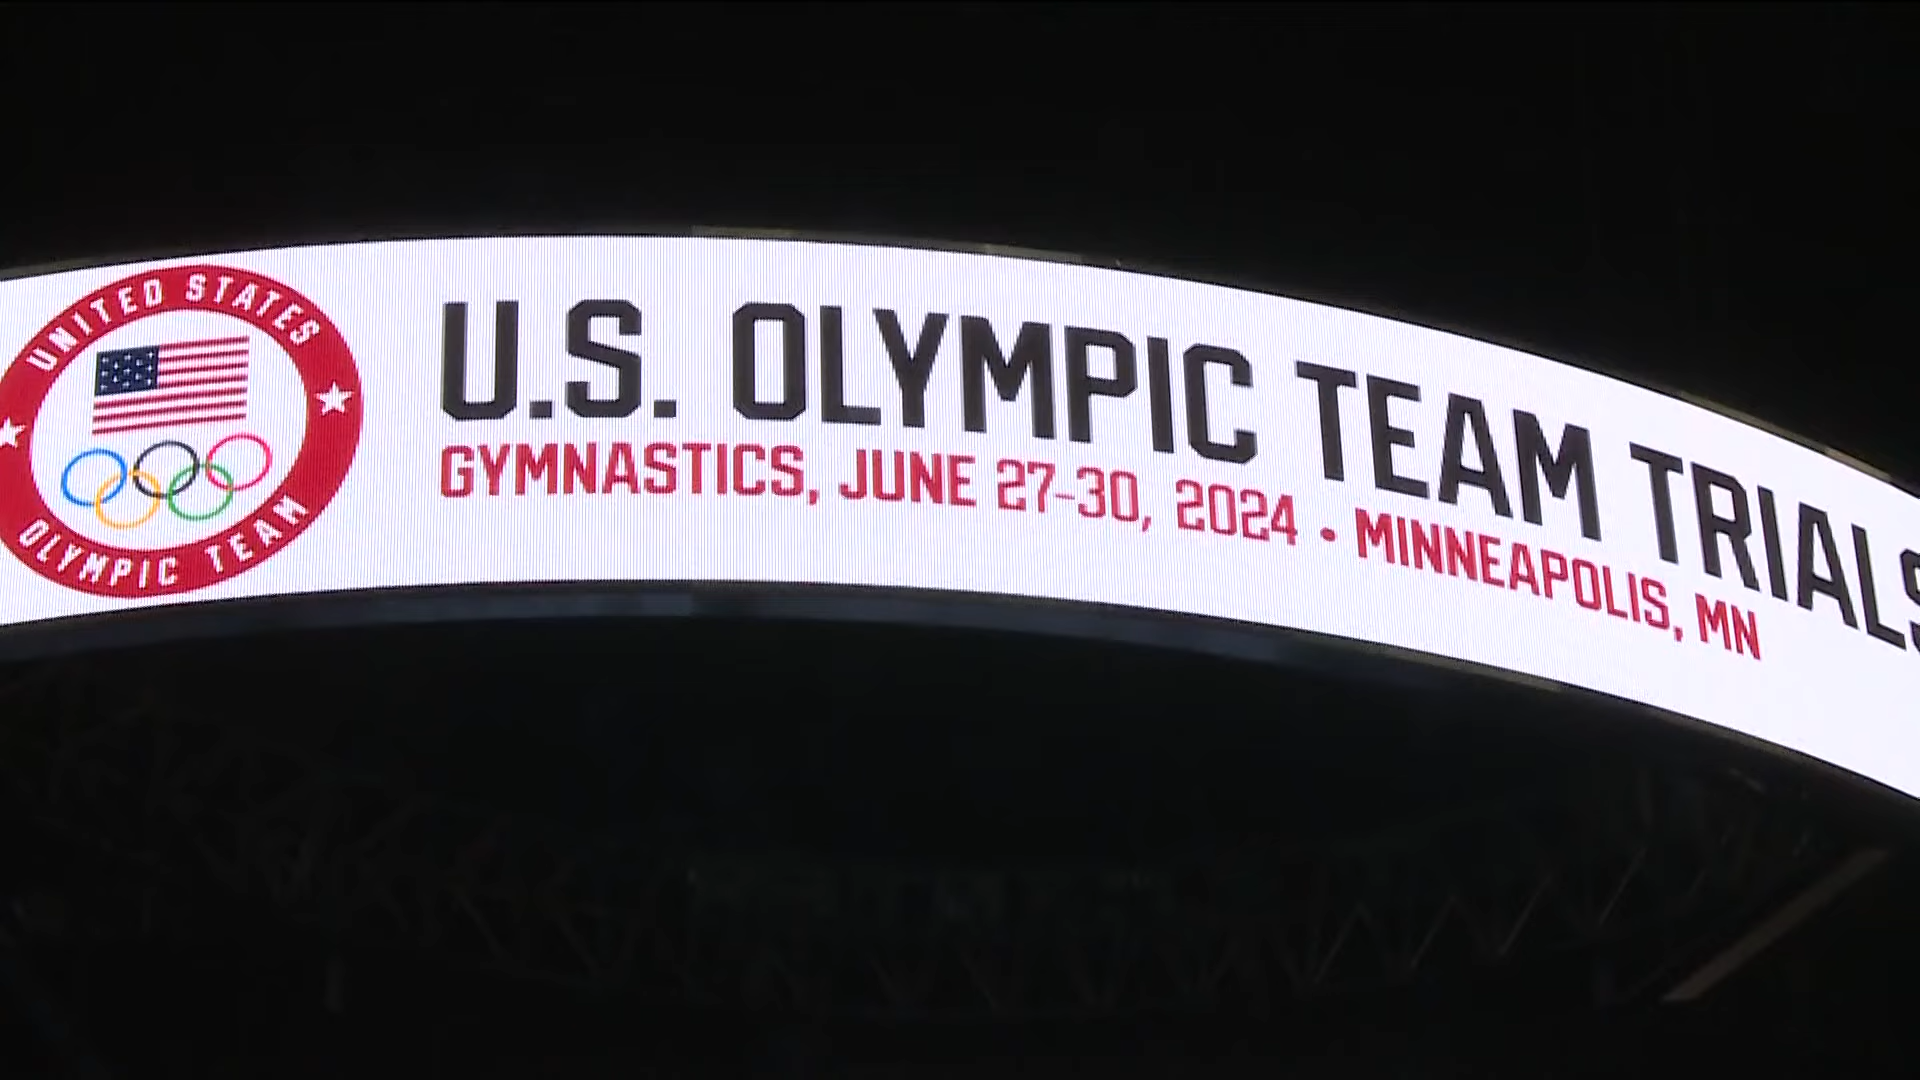 UNITED STATES
OLYMPIC TEAM
U.S. OLYMPIC TEAM TRIALS
GYMNASTICS, JUNE 27-30, 2024 • MINNEAPOLIS, MN